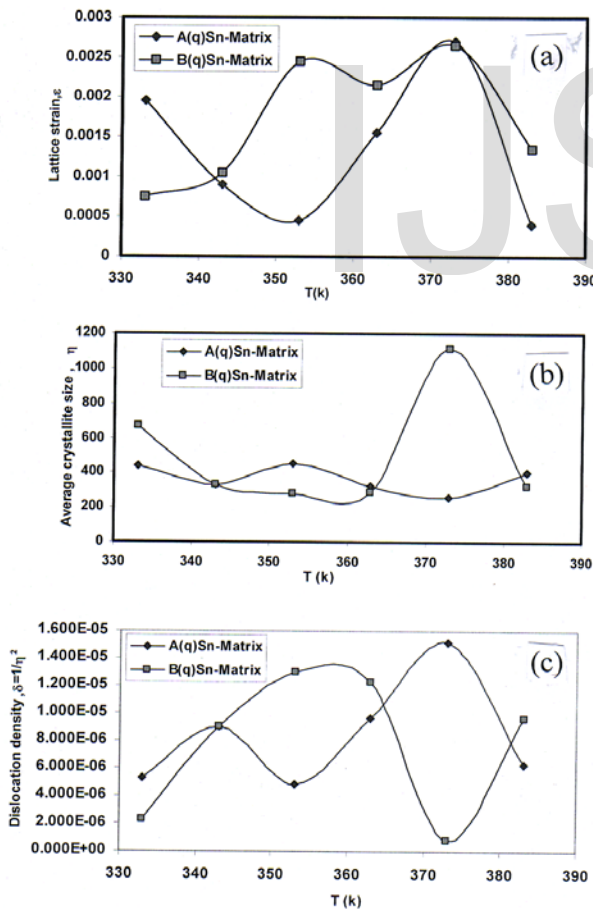 0.003
0.0025
0.002
0.0015
0.001
0.0005
0
Lattice strain,ε
A(q)Sn-Matrix
B(q)Sn-Matrix
(a)
IJS
330 340 350 360 370 380 390
T(k)
1200
1000
800
600
400
200
0
Average crystallite size , η
A(q)Sn-Matrix
B(q)Sn-Matrix
(b)
330 340 350 360 370 380 390
T (k)
1.600E-05
1.400E-05
1.200E-05
1.000E-05
8.000E-06
6.000E-06
4.000E-06
2.000E-06
0.000E+00
Dislocation density ,δ=1/η²
A(q)Sn-Matrix
B(q)Sn-Matrix
(c)
330 340 350 360 370 380 390
T (k)